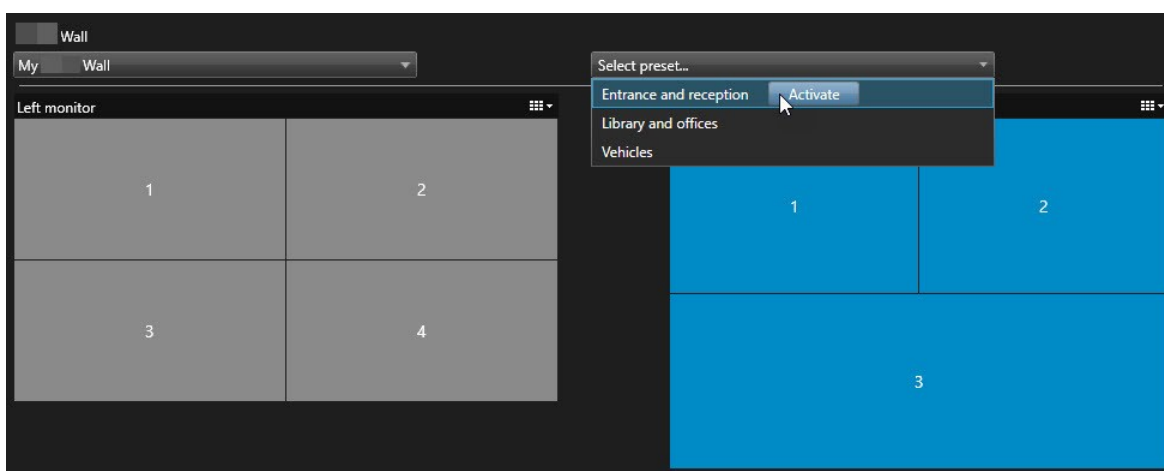 Wall
My Wall
Select preset...
Entrance and reception Activate
Library and offices
Vehicles
Left monitor
1 2
3 4
1 2
3